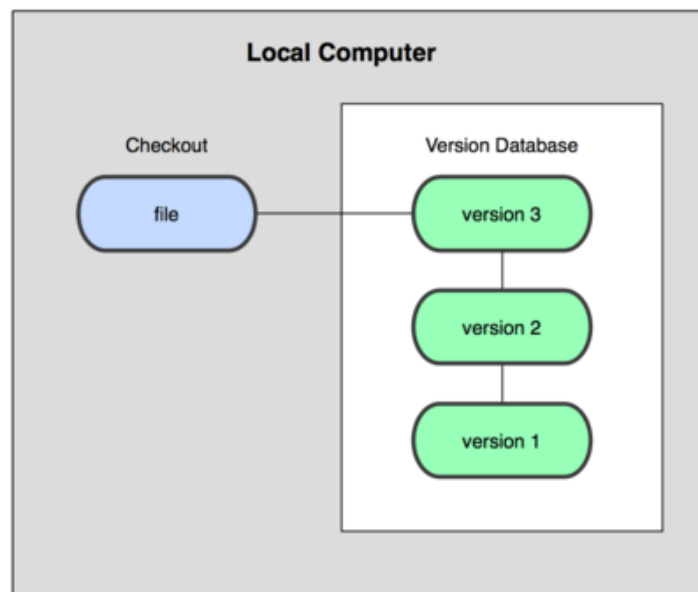 Local Computer
Checkout
Version Database
file
version 3
version 2
version 1